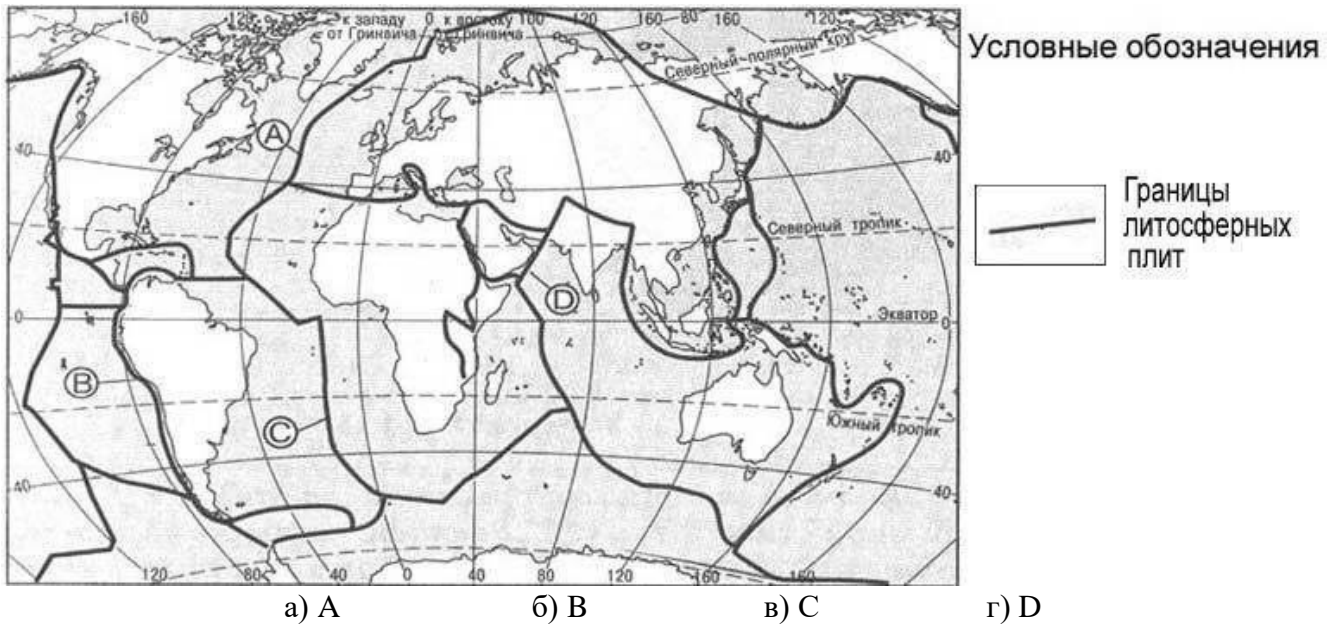 160 120 80 40 к западу 0 к востоку 100 120 160 80 160 120
от Гринвича от Гринвича
Условные обозначения
Северный полярный круг
A
40 40
Границы
литосферных
плит
Северный тропик
D
Экватор
0 0
B
C
Южный тропик
40 40
120 80 40 0 40 80 120 160 160
а) A б) B в) C г) D